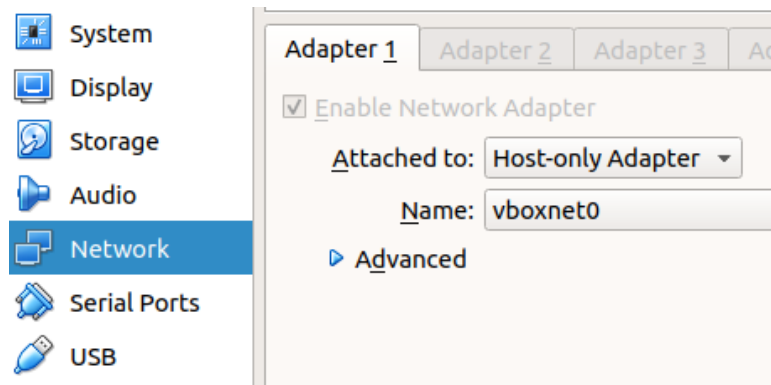 System
Display
Storage
Audio
Network
Serial Ports
USB
Adapter 1
Adapter 2
Adapter 3
Enable Network Adapter
Attached to: Host-only Adapter
Name: vboxnet0
Advanced